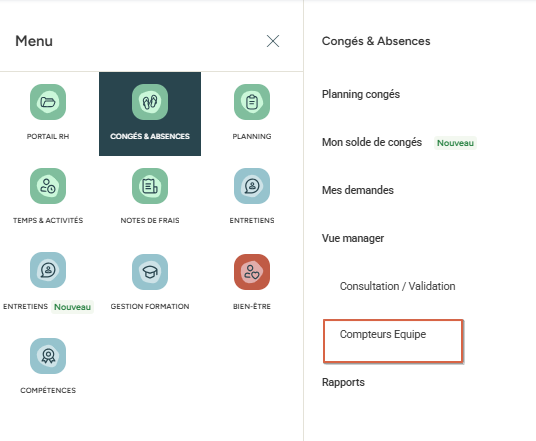 Menu
PORTAIL RH
CONGÉS & ABSENCES
PLANNING
TEMPS & ACTIVITÉS
NOTES DE FRAIS
ENTRETIENS
ENTRETIENS Nouveau
GESTION FORMATION
BIEN-ÊTRE
COMPÉTENCES
Congés & Absences
Planning congés
Mon solde de congés Nouveau
Mes demandes
Vue manager
Consultation / Validation
Compteurs Equipe
Rapports